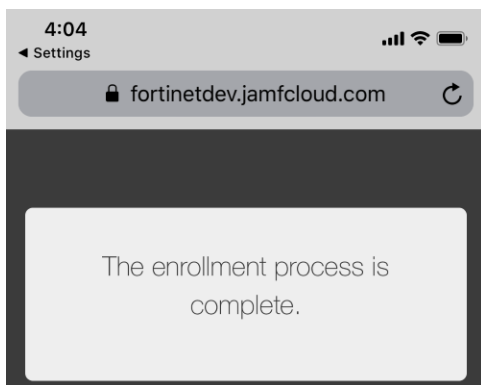 4:04
◀ Settings
fortinetdev.jamfcloud.com
The enrollment process is
complete.